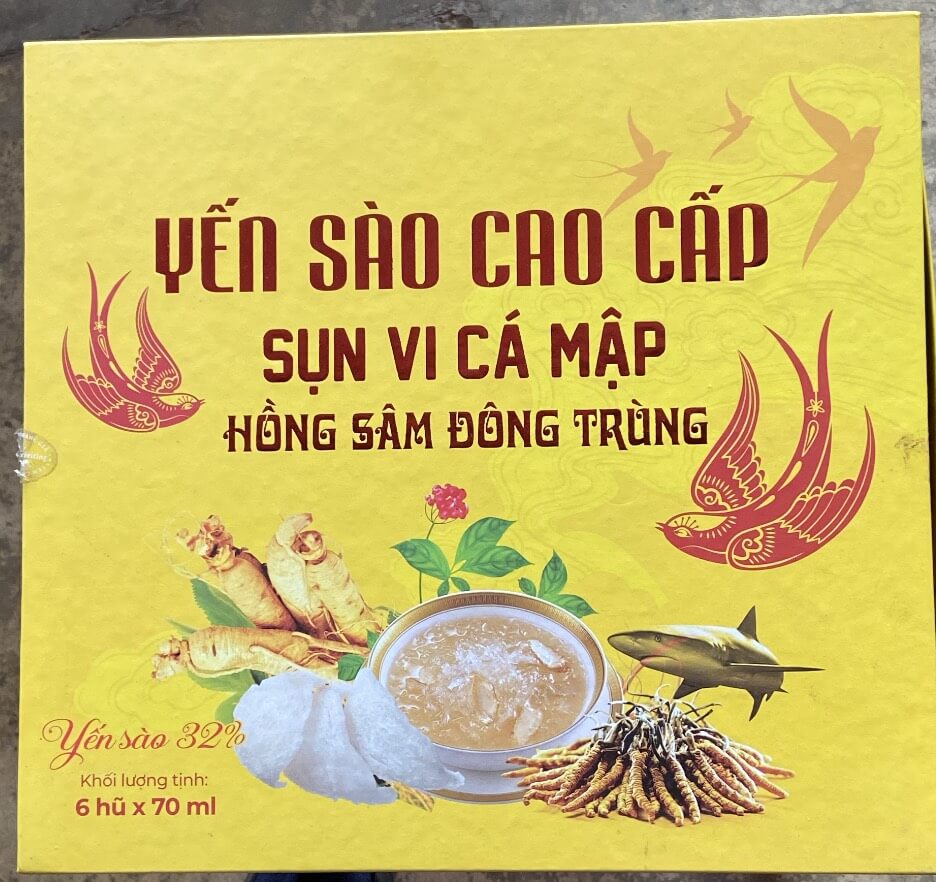 YẾN SÀO CAO CẤP
SỤN VI CÁ MẬP
HỒNG SÂM ĐÔNG TRÙNG
Yến sào 32%
Khối lượng tịnh:
6 hũ x 70 ml